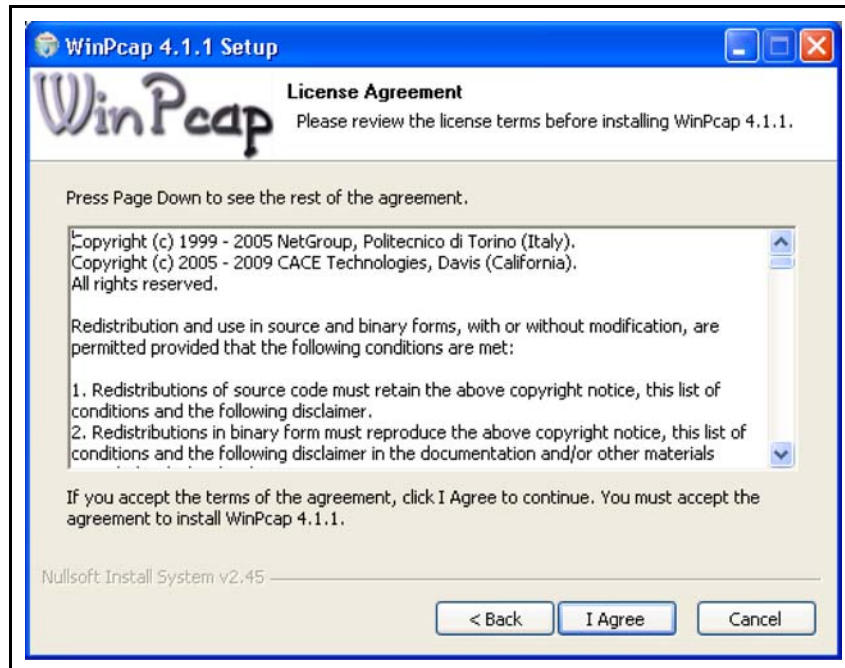 WinPcap 4.1.1 Setup
WinPcap
License Agreement
Please review the license terms before installing WinPcap 4.1.1.
Press Page Down to see the rest of the agreement.
Copyright (c) 1999 - 2005 NetGroup, Politecnico di Torino (Italy).
Copyright (c) 2005 - 2009 CACE Technologies, Davis (California).
All rights reserved.
Redistribution and use in source and binary forms, with or without modification, are
permitted provided that the following conditions are met:
1. Redistributions of source code must retain the above copyright notice, this list of
conditions and the following disclaimer.
2. Redistributions in binary form must reproduce the above copyright notice, this list of
conditions and the following disclaimer in the documentation and/or other materials
If you accept the terms of the agreement, click I Agree to continue. You must accept the
agreement to install WinPcap 4.1.1.
Nullsoft Install System v2.45
< Back
I Agree
Cancel